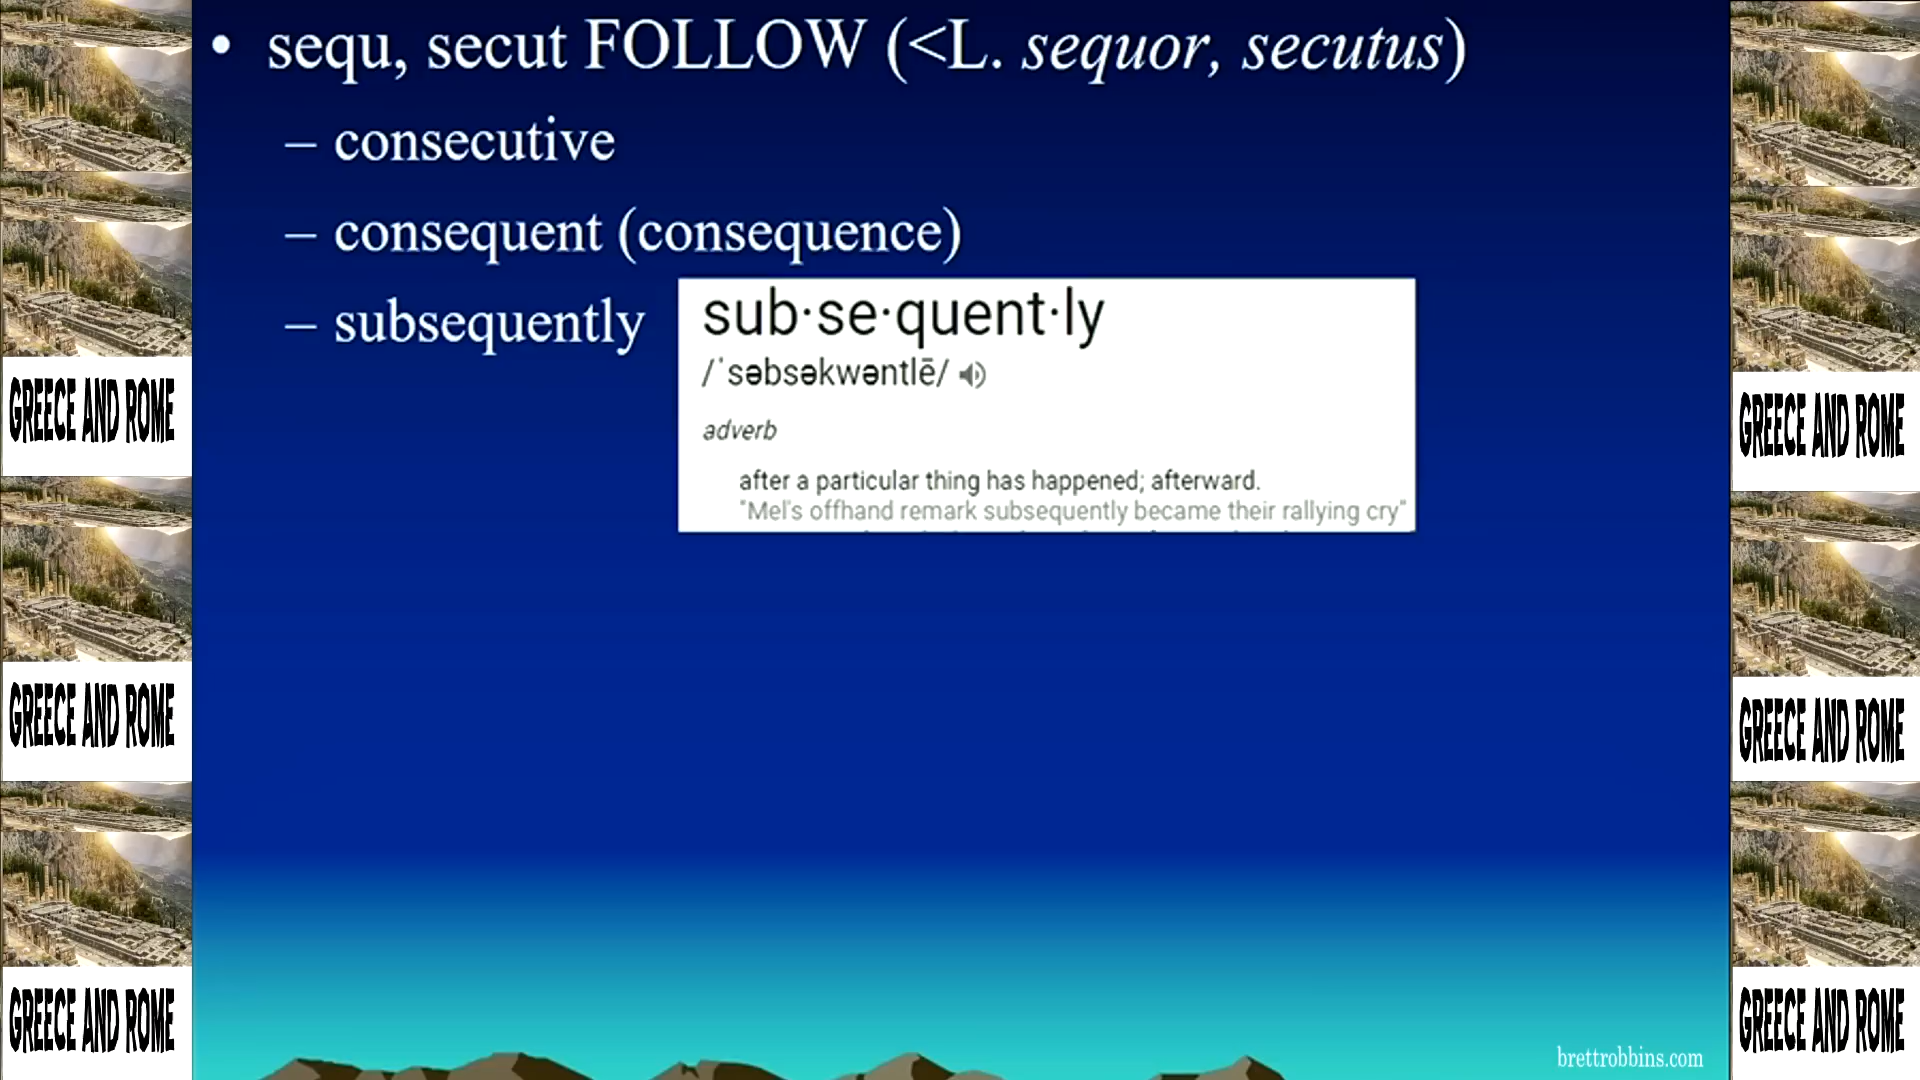 • sequ, secut FOLLOW (<L. sequor, secutus)
– consecutive
– consequent (consequence)
– subsequently
sub·se·quent·ly
/ˈsəbsəkwəntlē/
adverb
after a particular thing has happened; afterward.
"Mel's offhand remark subsequently became their rallying cry"
GREECE AND ROME
GREECE AND ROME
GREECE AND ROME
GREECE AND ROME
GREECE AND ROME
GREECE AND ROME
brettrobbins.com